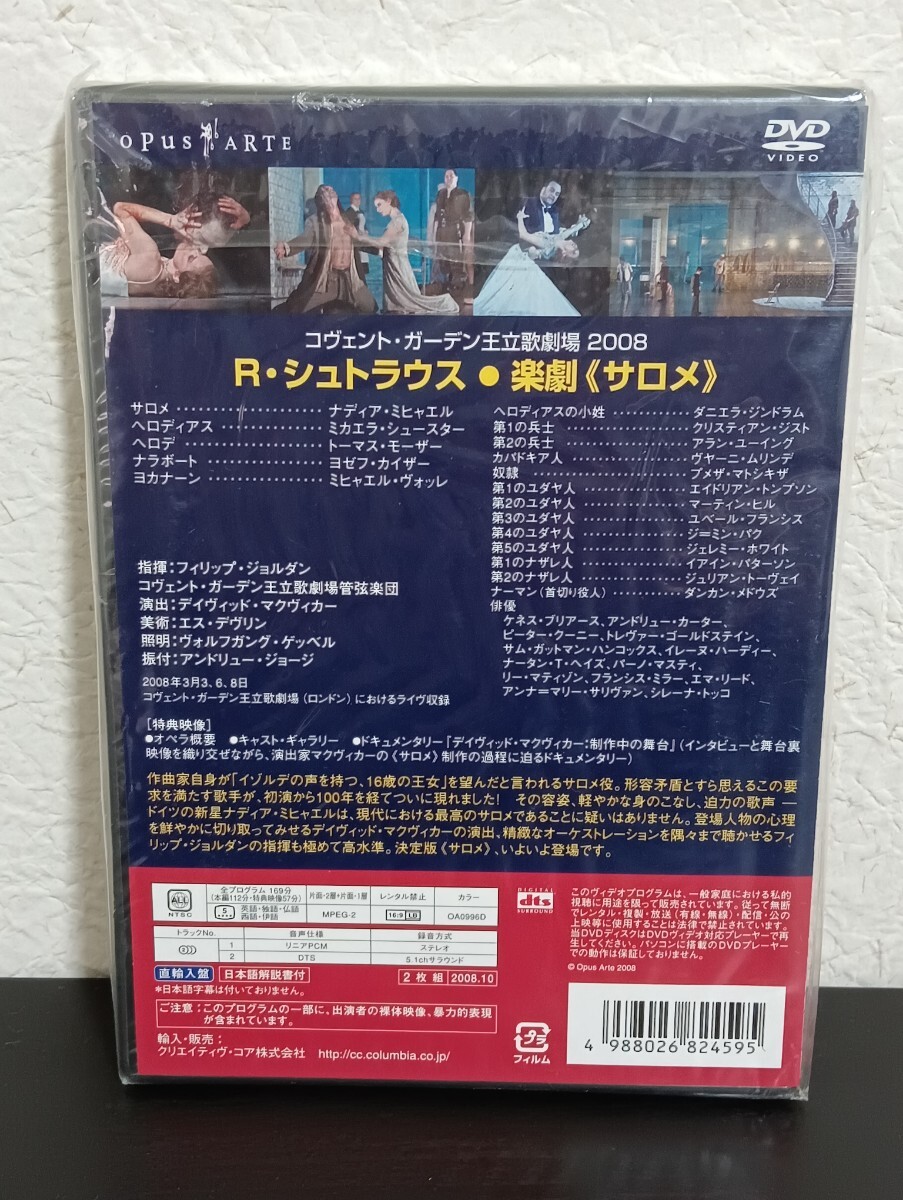 OPUS ARTE
DVD
VIDEO
コヴェント・ガーデン王立歌劇場 2008
R・シュトラウス ● 楽劇《サロメ》
サロメ ………………… ナディア・ミヒャエル
ヘロディアス …………… ミカエラ・シュースター
ヘロデ ………………… トーマス・モーザー
ナラボート ……………… ヨゼフ・カイザー
ヨカナーン ……………… ミヒャエル・ヴォッレ
指揮：フィリップ・ジョルダン
コヴェント・ガーデン王立歌劇場管弦楽団
演出：デイヴィッド・マクヴィカー
美術：エス・デヴリン
照明：ヴォルフガング・ゲッベル
振付：アンドリュー・ジョージ
2008年3月3、6、8日
コヴェント・ガーデン王立歌劇場（ロンドン）におけるライヴ収録
ヘロディアスの小姓 ………… ダニエラ・ジンドラム
第1の兵士 ………………… クリスティアン・ジスト
第2の兵士 ………………… アラン・ユーイング
カパドキア人 ……………… ヴヤーニ・ムリンデ
奴隷 ……………………… プメザ・マトシキザ
第1のユダヤ人 …………… エイドリアン・トンプソン
第2のユダヤ人 …………… マーティン・ヒル
第3のユダヤ人 …………… ユベール・フランシス
第4のユダヤ人 …………… ジ＝ミン・パク
第5のユダヤ人 …………… ジェレミー・ホワイト
第1のナザレ人 …………… イアイン・パターソン
第2のナザレ人 …………… ジュリアン・トーヴェイ
ナーマン（首切り役人） ………… ダンカン・メドウズ
俳優
ケネス・ブリアース、アンドリュー・カーター、
ピーター・クーニー、トレヴァー・ゴールドステイン、
サム・ガットマン・ハンコックス、イレーヌ・ハーディー、
ナータン・T・ヘイズ、バーノ・マスティ、
リー・マティゾン、フランシス・ミラー、エマ・リード、
アンナ＝マリー・サリヴァン、シレーナ・トッコ
［特典映像］
●オペラ概要 ●キャスト・ギャラリー ●ドキュメンタリー「デイヴィッド・マクヴィカー：制作中の舞台」（インタビューと舞台裏
映像を織り交ぜながら、演出家マクヴィカーの《サロメ》制作の過程に迫るドキュメンタリー）
作曲家自身が「イゾルデの声を持つ、16歳の王女」を望んだと言われるサロメ役。形容矛盾とすら思えるこの要
求を満たす歌手が、初演から100年を経てついに現れました！ その容姿、軽やかな身のこなし、迫力の歌声 ―
ドイツの新星ナディア・ミヒャエルは、現代における最高のサロメであることに疑いはありません。登場人物の心理
を鮮やかに切り取ってみせるデイヴィッド・マクヴィカーの演出、精緻なオーケストレーションを隅々まで聴かせるフィ
リップ・ジョルダンの指揮も極めて高水準。決定版《サロメ》、いよいよ登場です。
ALL
NTSC
全プログラム 169分
（本編112分・特典映像57分）
片面・2層＋片面・1層
レンタル禁止
カラー
5
英語・独語・仏語
西語・伊語
MPEG-2
16:9 LB
OA0996D
トラックNo. 音声仕様 録音方式
1 リニアPCM ステレオ
2 DTS 5.1chサラウンド
直輸入盤 日本語解説書付 2枚組 2008.10
＊日本語字幕は付いておりません。
ご注意：このプログラムの一部に、出演者の裸体映像、暴力的表現
が含まれています。
輸入・販売：
クリエイティヴ・コア株式会社 http://cc.columbia.co.jp/
DIGITAL
dts
SURROUND
このヴィデオプログラムは、一般家庭における私的
視聴に用途を限って販売されています。従って無断
でレンタル・複製・放送（有線・無線）・配信・公の
上映等に使用することは法律で禁止されています。
当DVDディスクはDVDヴィデオ対応プレーヤーで再
生してください。パソコンに搭載のDVDプレーヤー
での動作は保証しておりません。
© Opus Arte 2008
プラ
フィルム
4 988026 824595